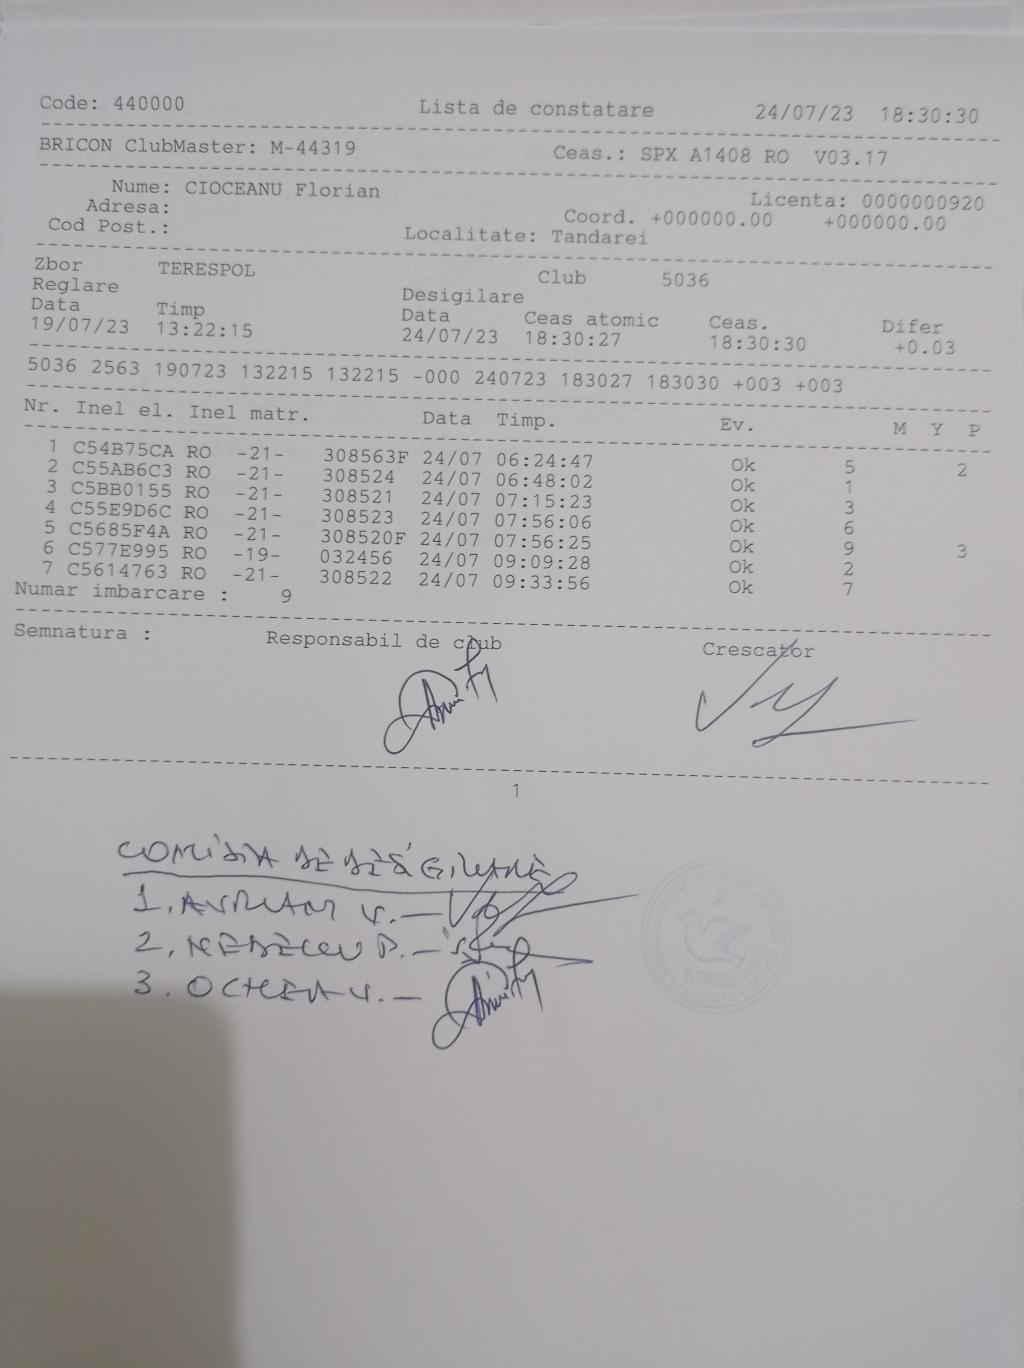 Code: 440000 Lista de constatare 24/07/23 18:30:30
BRICON ClubMaster: M-44319 Ceas.: SPX A1408 RO V03.17
Nume: CIOCEANU Florian Licenta: 0000000920
Adresa: Coord. +000000.00 +000000.00
Cod Post.: Localitate: Tandarei
Zbor TERESPOL Club 5036
Reglare Desigilare
Data Timp Data Ceas atomic Ceas. Difer
19/07/23 13:22:15 24/07/23 18:30:27 18:30:30 +0.03
5036 2563 190723 132215 132215 -000 240723 183027 183030 +003 +003
Nr. Inel el. Inel matr. Data Timp. Ev. M Y P
1 C54B75CA RO -21- 308563F 24/07 06:24:47 Ok 5 2
2 C55AB6C3 RO -21- 308524 24/07 06:48:02 Ok 1
3 C5BB0155 RO -21- 308521 24/07 07:15:23 Ok 3
4 C55E9D6C RO -21- 308523 24/07 07:56:06 Ok 6
5 C5685F4A RO -21- 308520F 24/07 07:56:25 Ok 9 3
6 C577E995 RO -19- 032456 24/07 09:09:28 Ok 2
7 C5614763 RO -21- 308522 24/07 09:33:56 Ok 7
Numar imbarcare : 9
Semnatura : Responsabil de club Crescator
1
COMISIA DE DESIGILARE
1.
2. NEDELCU P. -
3. OCHEA V. -